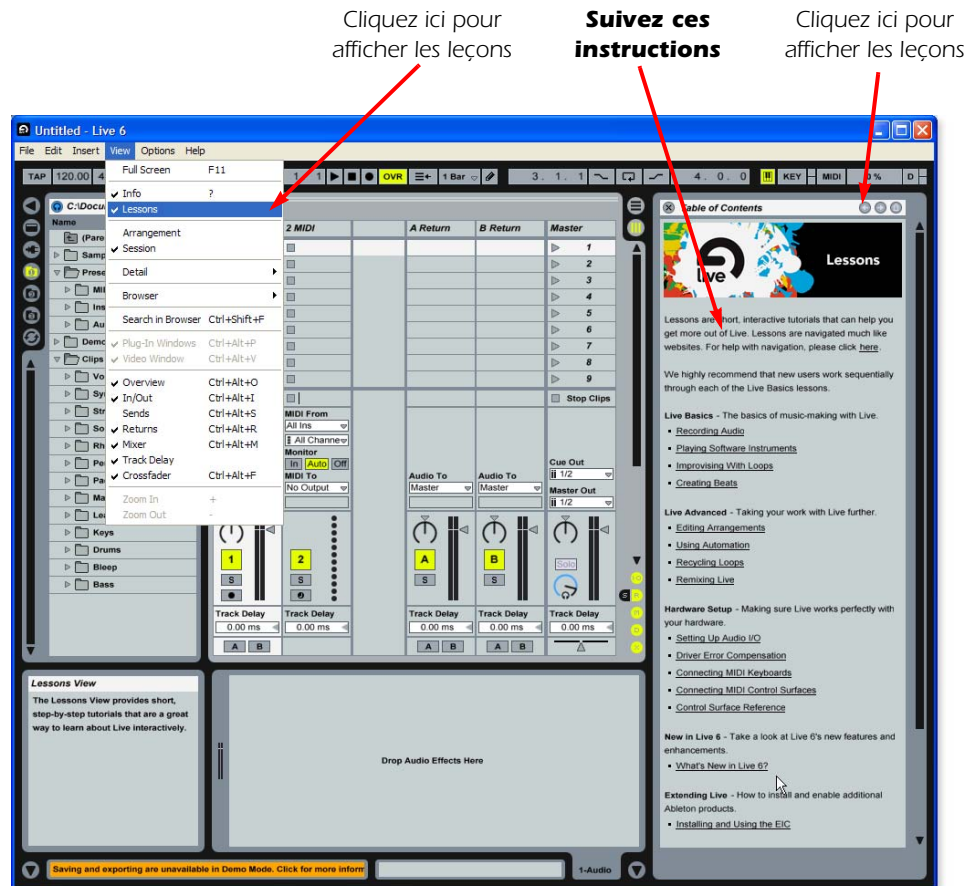 Cliquez ici pour
afficher les leçons
Suivez ces
instructions
Cliquez ici pour
afficher les leçons
Untitled - Live 6
File Edit Insert View Options Help
TAP 120.00 4
1 1 OVR 1 Bar 3. 1. 1 4. 0. 0 KEY MIDI 0 % D
Full Screen F11
Info ?
Lessons
Arrangement
Session
Detail
Browser
Search in Browser Ctrl+Shift+F
Plug-In Windows Ctrl+Alt+P
Video Window Ctrl+Alt+V
Overview Ctrl+Alt+O
In/Out Ctrl+Alt+I
Sends Ctrl+Alt+S
Returns Ctrl+Alt+R
Mixer Ctrl+Alt+M
Track Delay
Crossfader Ctrl+Alt+F
Zoom In +
Zoom Out -
Name
Keys
Drums
Bleep
Bass
2 MIDI A Return B Return Master
1
2
3
4
5
6
7
8
9
Stop Clips
MIDI From
All Ins
All Channe
Monitor
In Auto Off
MIDI To
No Output
Audio To
Master
Audio To
Master
Cue Out
1/2
Master Out
1/2
1 2 A B Solo
S S S S
Track Delay Track Delay Track Delay Track Delay Track Delay
0.00 ms 0.00 ms 0.00 ms 0.00 ms 0.00 ms
A B A B A B
Table of Contents
live
Lessons
Lessons are short, interactive tutorials that can help you
get more out of Live. Lessons are navigated much like
websites. For help with navigation, please click here.
We highly recommend that new users work sequentially
through each of the Live Basics lessons.
Live Basics - The basics of music-making with Live.
Recording Audio
Playing Software Instruments
Improvising With Loops
Creating Beats
Live Advanced - Taking your work with Live further.
Editing Arrangements
Using Automation
Recycling Loops
Remixing Live
Hardware Setup - Making sure Live works perfectly with
your hardware.
Setting Up Audio I/O
Driver Error Compensation
Connecting MIDI Keyboards
Connecting MIDI Control Surfaces
Control Surface Reference
New in Live 6 - Take a look at Live 6's new features and
enhancements.
What's New in Live 6?
Extending Live - How to install and enable additional
Ableton products.
Installing and Using the EIC
Lessons View
The Lessons View provides short,
step-by-step tutorials that are a great
way to learn about Live interactively.
Drop Audio Effects Here
Saving and exporting are unavailable in Demo Mode. Click for more inform
1-Audio